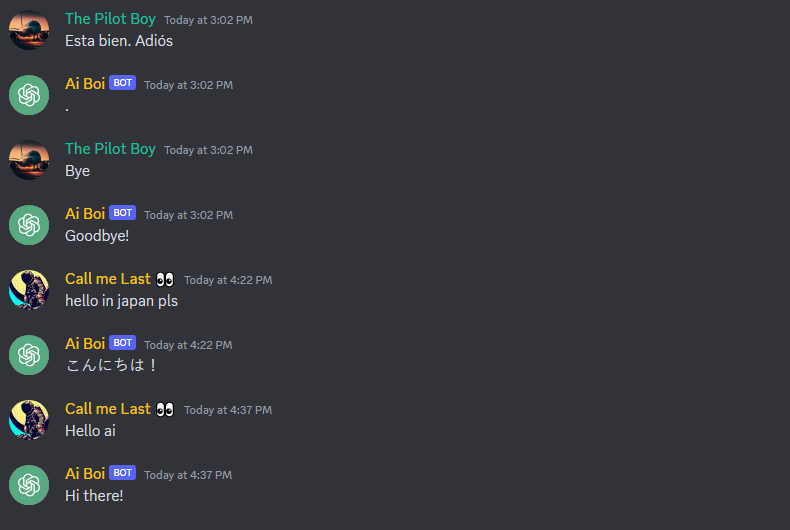 The Pilot Boy Today at 3:02 PM
Esta bien. Adiós
Ai Boi BOT Today at 3:02 PM
.
The Pilot Boy Today at 3:02 PM
Bye
Ai Boi BOT Today at 3:02 PM
Goodbye!
Call me Last 👀 Today at 4:22 PM
hello in japan pls
Ai Boi BOT Today at 4:22 PM
こんにちは！
Call me Last 👀 Today at 4:37 PM
Hello ai
Ai Boi BOT Today at 4:37 PM
Hi there!